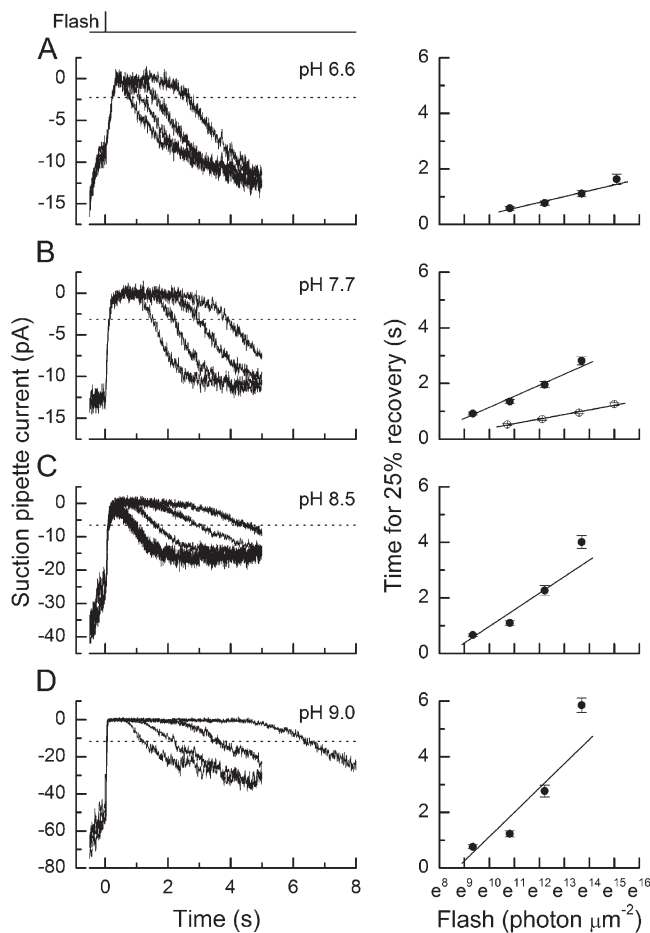 Flash
A
pH 6.6
0
-5
-10
-15
6
4
2
0
B
pH 7.7
0
-5
-10
-15
6
4
2
0
Suction pipette current (pA)
Time for 25% recovery (s)
C
pH 8.5
0
-10
-20
-30
-40
6
4
2
0
D
pH 9.0
0
-20
-40
-60
-80
6
4
2
0
0 2 4 6 8
e⁸ e⁹ e¹⁰ e¹¹ e¹² e¹³ e¹⁴ e¹⁵ e¹⁶
Time (s)
Flash (photon μm⁻²)